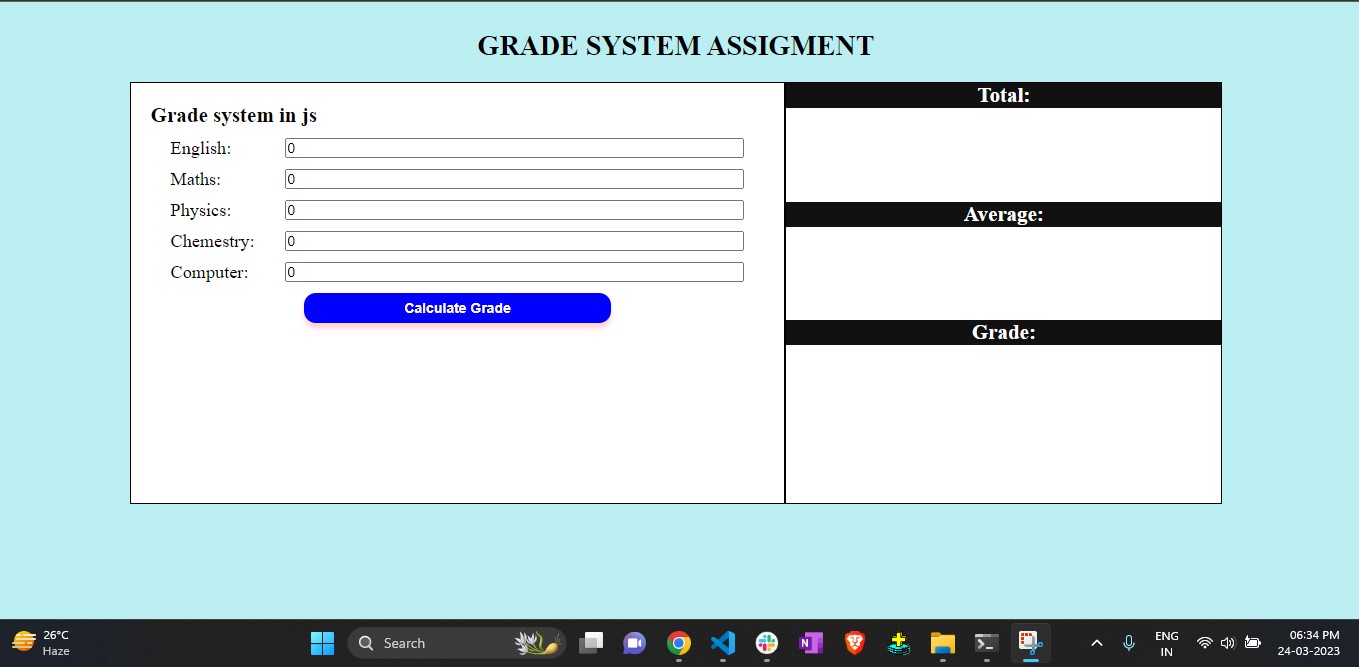 GRADE SYSTEM ASSIGMENT
Grade system in js
English: 0
Maths: 0
Physics: 0
Chemestry: 0
Computer: 0
Calculate Grade
Total:
Average:
Grade:
26°C
Haze
Search
N
ENG
IN
06:34 PM
24-03-2023